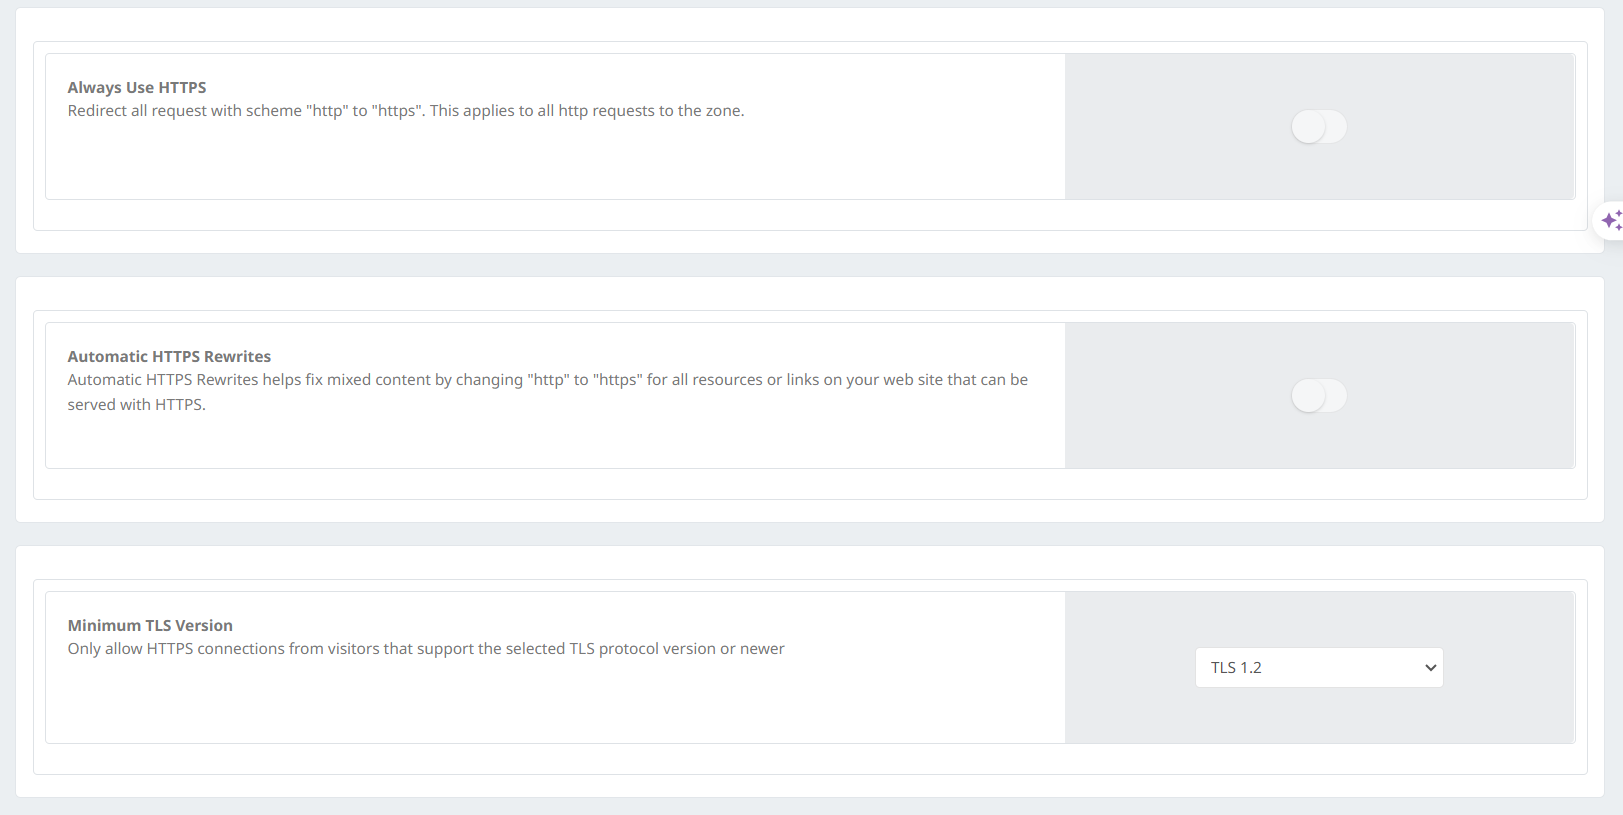 Always Use HTTPS
Redirect all request with scheme "http" to "https". This applies to all http requests to the zone.
Automatic HTTPS Rewrites
Automatic HTTPS Rewrites helps fix mixed content by changing "http" to "https" for all resources or links on your web site that can be
served with HTTPS.
Minimum TLS Version
Only allow HTTPS connections from visitors that support the selected TLS protocol version or newer
TLS 1.2